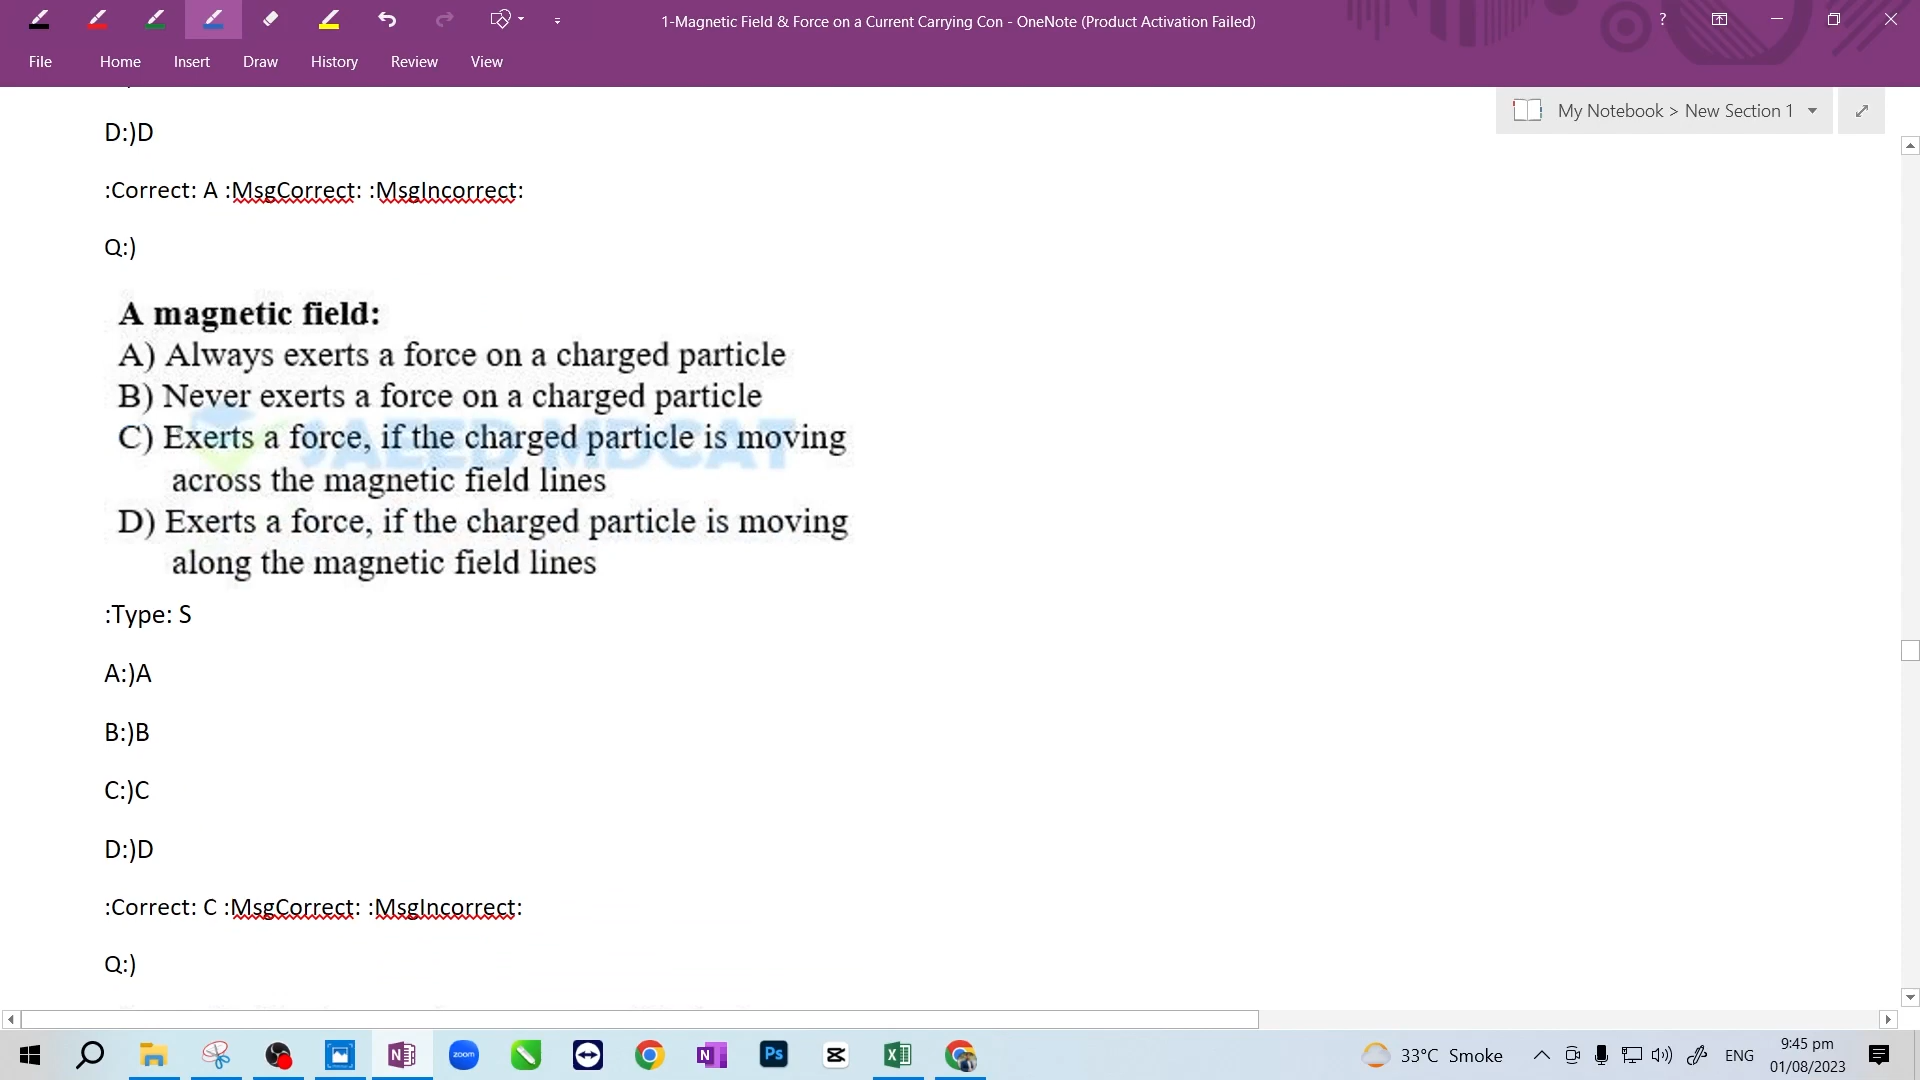 1-Magnetic Field & Force on a Current Carrying Con - OneNote (Product Activation Failed)
?
File Home Insert Draw History Review View
My Notebook > New Section 1
D:)D
:Correct: A :MsgCorrect: :MsgIncorrect:
Q:)
A magnetic field:
A) Always exerts a force on a charged particle
B) Never exerts a force on a charged particle
JAEED MDCAT
C) Exerts a force, if the charged particle is moving
across the magnetic field lines
D) Exerts a force, if the charged particle is moving
along the magnetic field lines
:Type: S
A:)A
B:)B
C:)C
D:)D
:Correct: C :MsgCorrect: :MsgIncorrect:
Q:)
zoom
N
N
Ps
X
33°C Smoke
ENG
9:45 pm
01/08/2023